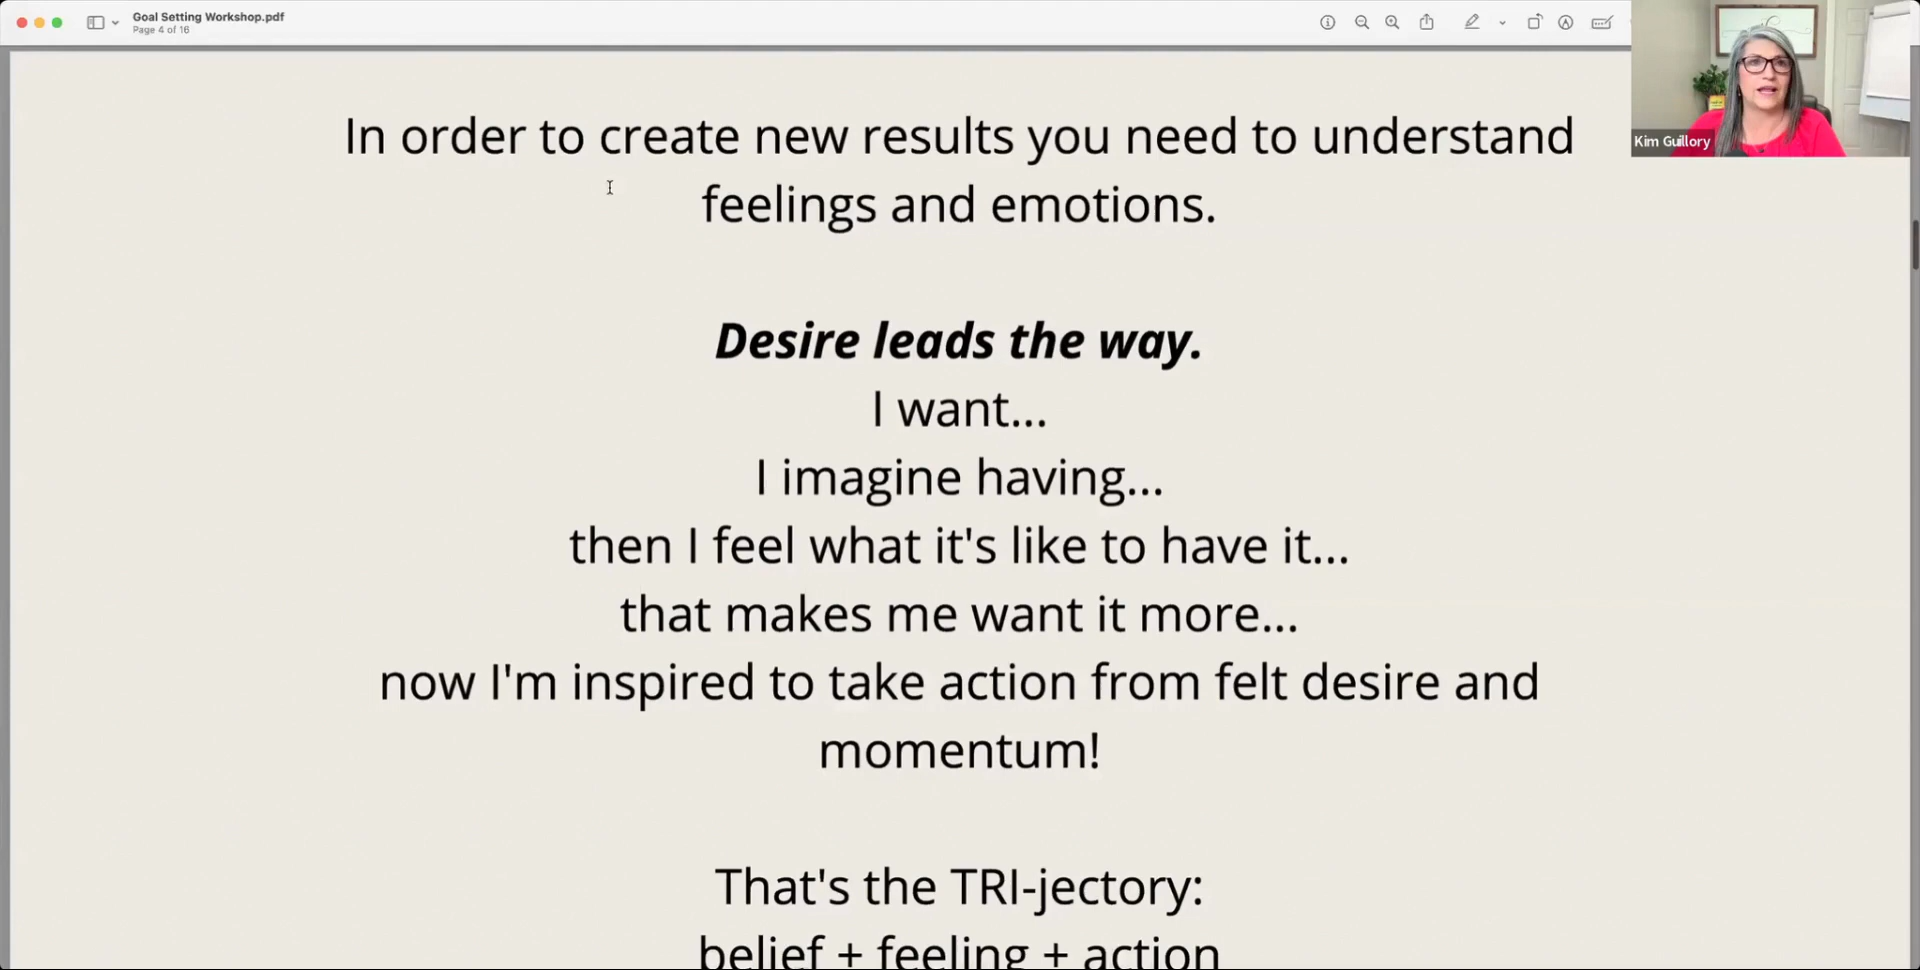 Goal Setting Workshop.pdf
Page 4 of 16
Kim Guillory
In order to create new results you need to understand
feelings and emotions.
Desire leads the way.
I want...
I imagine having...
then I feel what it's like to have it...
that makes me want it more...
now I'm inspired to take action from felt desire and
momentum!
That's the TRI-jectory:
belief + feeling + action